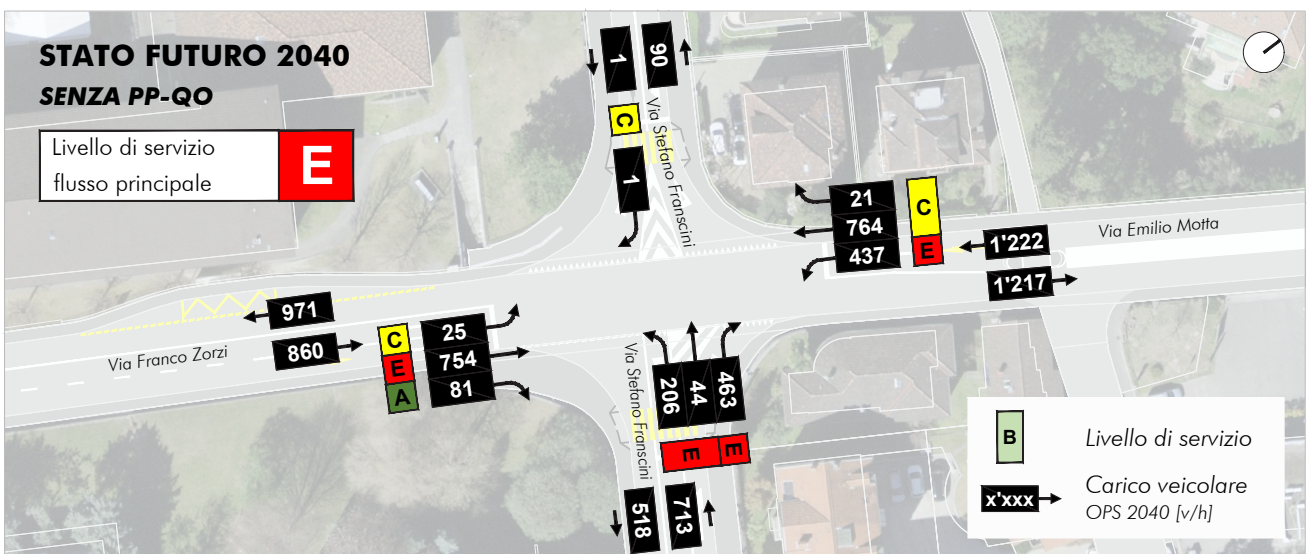 STATO FUTURO 2040
SENZA PP-QO
Livello di servizio
flusso principale
E
1
90
C
1
Via Stefano Franscini
21
764
437
C
E
1'222
1'217
Via Emilio Motta
971
860
Via Franco Zorzi
C
E
A
25
754
81
Via Stefano Franscini
206
44
463
E
E
518
713
B
Livello di servizio
x'xxx
Carico veicolare
OPS 2040 [v/h]